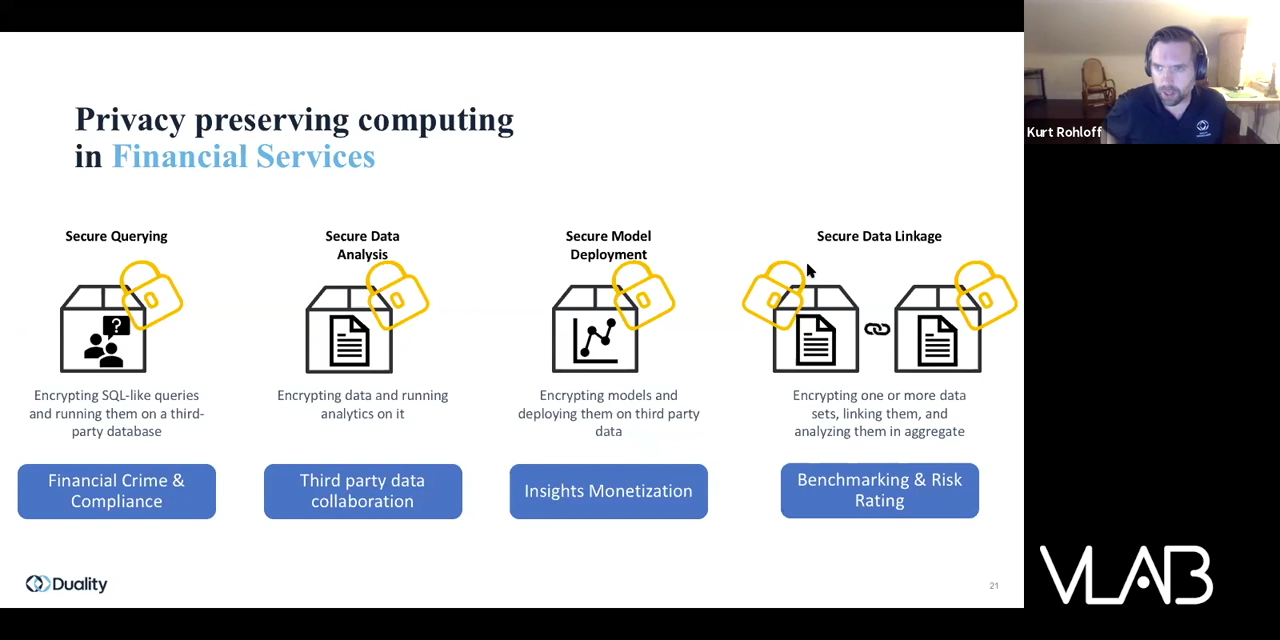 Privacy preserving computing
in Financial Services
Secure Querying
Encrypting SQL-like queries
and running them on a third-
party database
Financial Crime &
Compliance
Secure Data
Analysis
Encrypting data and running
analytics on it
Third party data
collaboration
Secure Model
Deployment
Encrypting models and
deploying them on third party
data
Insights Monetization
Secure Data Linkage
Encrypting one or more data
sets, linking them, and
analyzing them in aggregate
Benchmarking & Risk
Rating
Duality
21
Kurt Rohloff
VLAB